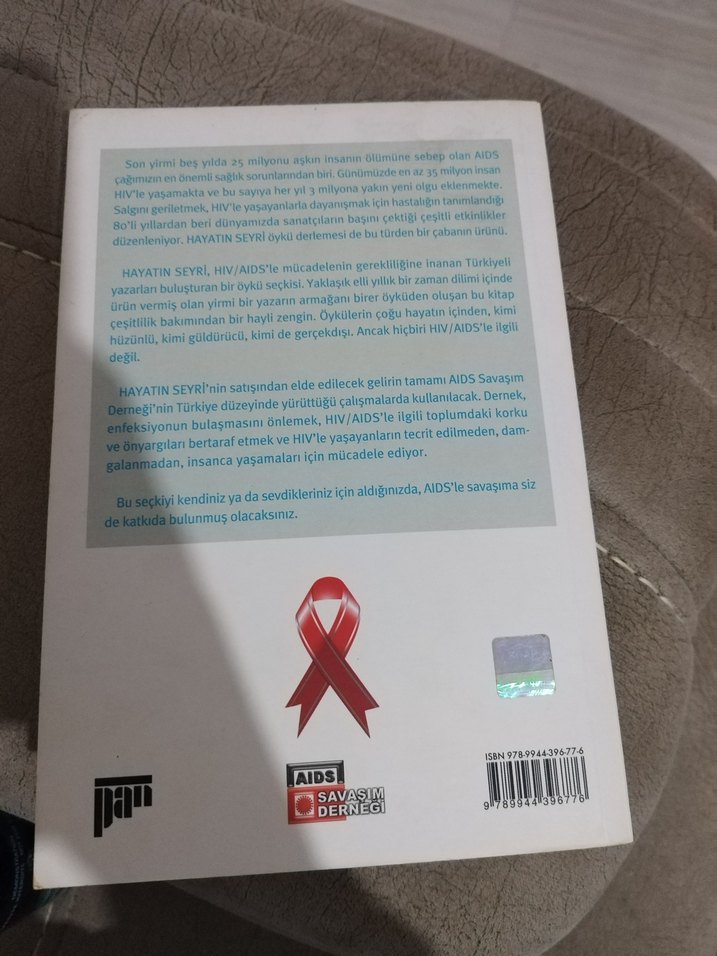 Son yirmi beş yılda 25 milyonu aşkın insanın ölümüne sebep olan AIDS
çağımızın en önemli sağlık sorunlarından biri. Günümüzde en az 35 milyon insan
HIV'le yaşamakta ve bu sayıya her yıl 3 milyona yakın yeni olgu eklenmekte.
Salgını geriletmek, HIV'le yaşayanlarla dayanışmak için hastalığın tanımlandığı
80'li yıllardan beri dünyamızda sanatçıların başını çektiği çeşitli etkinlikler
düzenleniyor. HAYATIN SEYRİ öykü derlemesi de bu türden bir çabanın ürünü.
HAYATIN SEYRİ, HIV/AIDS'le mücadelenin gerekliliğine inanan Türkiyeli
yazarları buluşturan bir öykü seçkisi. Yaklaşık elli yıllık bir zaman dilimi içinde
ürün vermiş olan yirmi bir yazarın armağanı birer öyküden oluşan bu kitap
çeşitlilik bakımından bir hayli zengin. Öykülerin çoğu hayatın içinden, kimi
hüzünlü, kimi güldürücü, kimi de gerçekdışı. Ancak hiçbiri HIV/AIDS'le ilgili
değil.
HAYATIN SEYRİ'nin satışından elde edilecek gelirin tamamı AIDS Savaşım
Derneği'nin Türkiye düzeyinde yürüttüğü çalışmalarda kullanılacak. Dernek,
enfeksiyonun bulaşmasını önlemek, HIV/AIDS'le ilgili toplumdaki korku
ve önyargıları bertaraf etmek ve HIV'le yaşayanların tecrit edilmeden, dam-
galanmadan, insanca yaşamaları için mücadele ediyor.
Bu seçkiyi kendiniz ya da sevdikleriniz için aldığınızda, AIDS'le savaşıma siz
de katkıda bulunmuş olacaksınız.
pan
AIDS
SAVAŞIM
DERNEĞİ
ISBN 978-9944-396-77-6
9 789944 396776